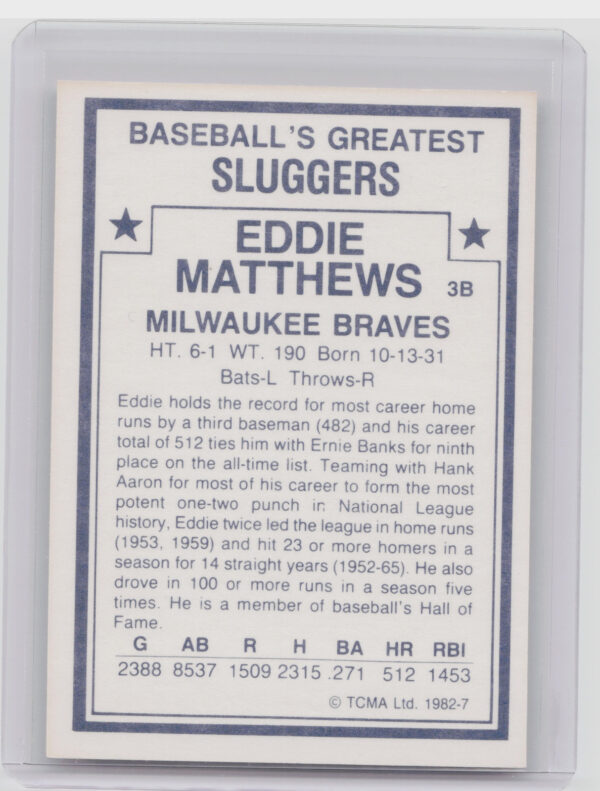 BASEBALL'S GREATEST
SLUGGERS
EDDIE
MATTHEWS 3B
MILWAUKEE BRAVES
HT. 6-1 WT. 190 Born 10-13-31
Bats-L Throws-R
Eddie holds the record for most career home
runs by a third baseman (482) and his career
total of 512 ties him with Ernie Banks for ninth
place on the all-time list. Teaming with Hank
Aaron for most of his career to form the most
potent one-two punch in National League
history, Eddie twice led the league in home runs
(1953, 1959) and hit 23 or more homers in a
season for 14 straight years (1952-65). He also
drove in 100 or more runs in a season five
times. He is a member of baseball's Hall of
Fame.
G AB R H BA HR RBI
2388 8537 1509 2315 .271 512 1453
© TCMA Ltd. 1982-7